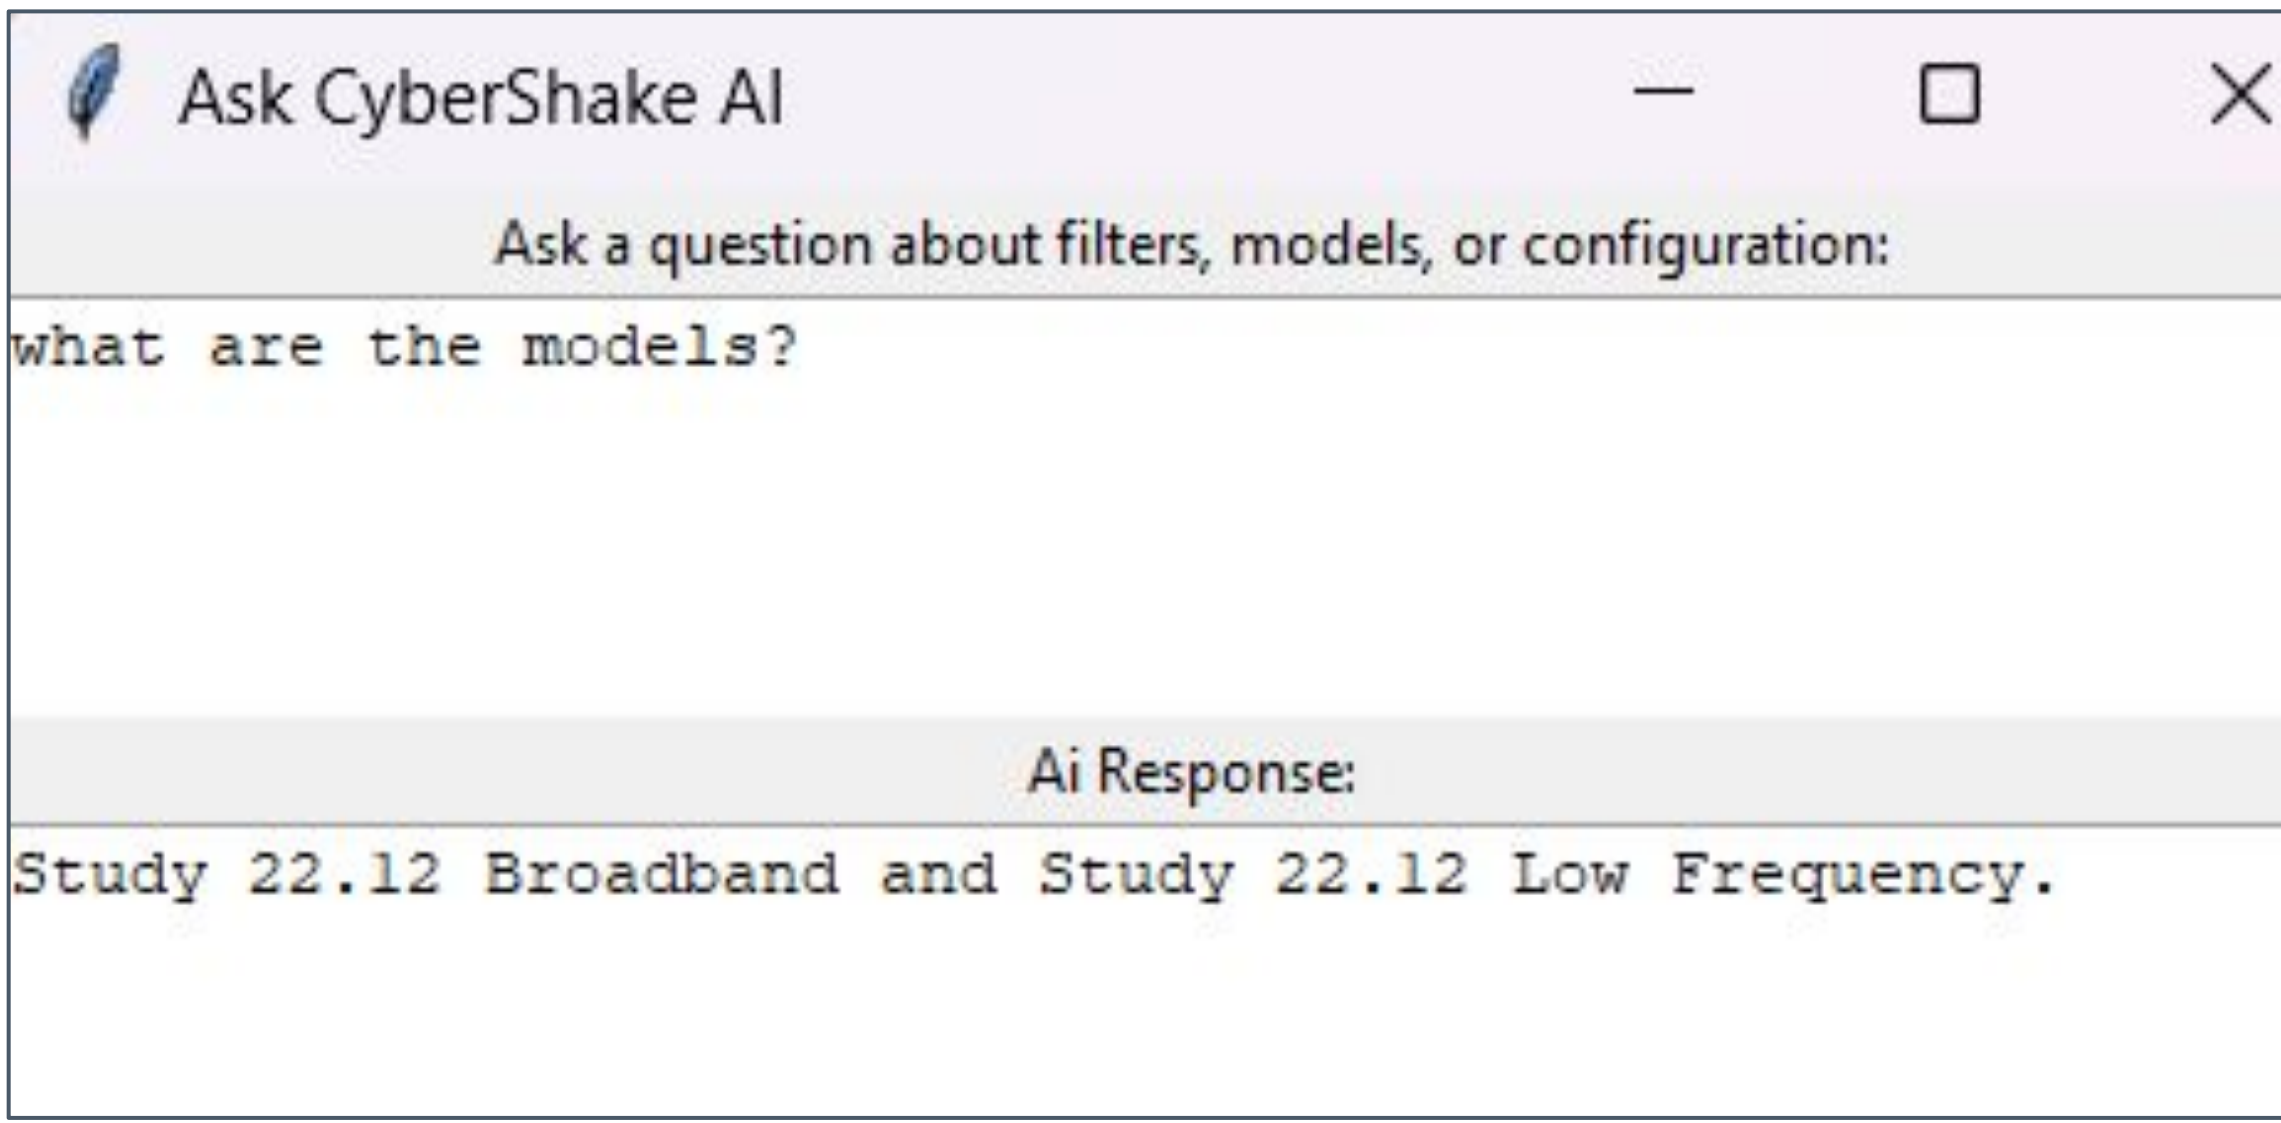 Ask CyberShake AI
Ask a question about filters, models, or configuration:
what are the models?
Ai Response:
Study 22.12 Broadband and Study 22.12 Low Frequency.